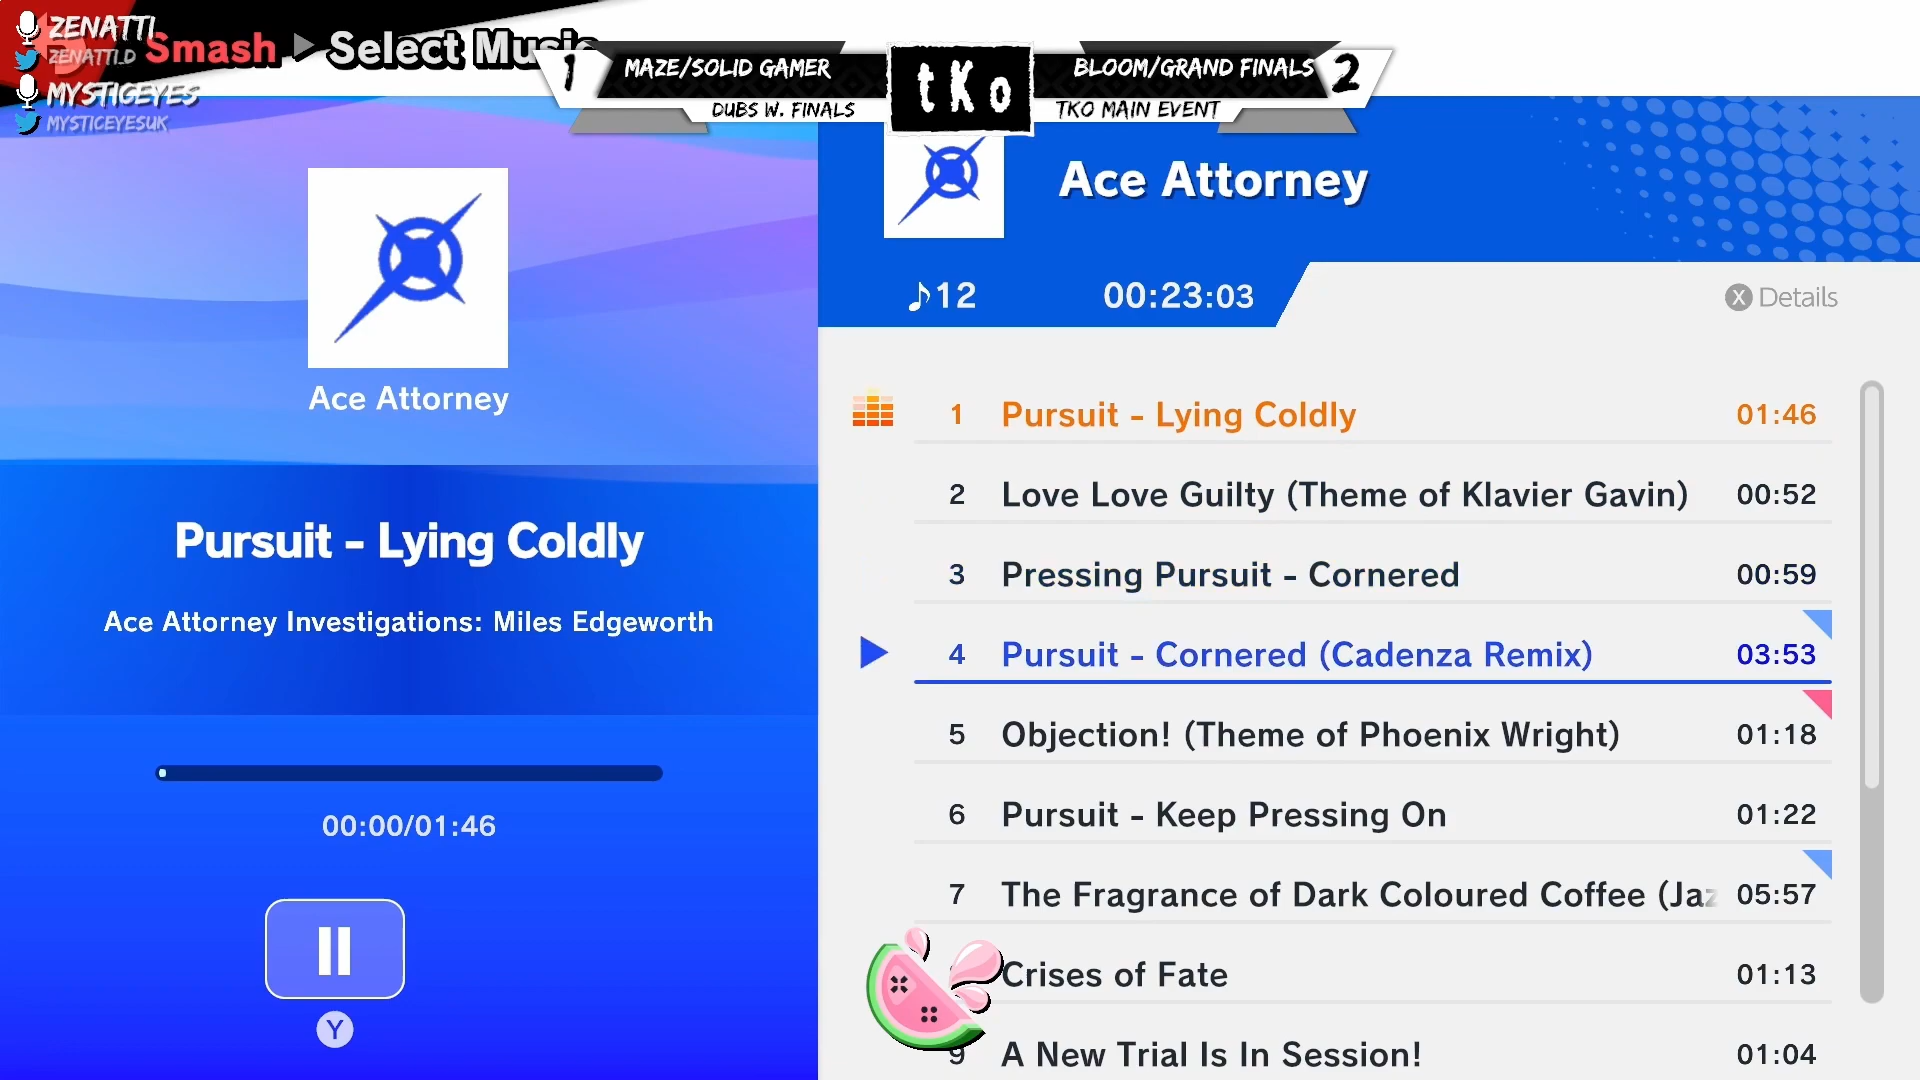 ZENATTI
ZENATTI_D
MYSTICEYES
MYSTICEYESUK
Smash ▶ Select Music
1 MAZE/SOLID GAMER
DUBS W. FINALS
tKo
BLOOM/GRAND FINALS 2
TKO MAIN EVENT
Ace Attorney
Pursuit - Lying Coldly
Ace Attorney Investigations: Miles Edgeworth
00:00/01:46
Y
Ace Attorney
♪12 00:23:03
X Details
1 Pursuit - Lying Coldly 01:46
2 Love Love Guilty (Theme of Klavier Gavin) 00:52
3 Pressing Pursuit - Cornered 00:59
4 Pursuit - Cornered (Cadenza Remix) 03:53
5 Objection! (Theme of Phoenix Wright) 01:18
6 Pursuit - Keep Pressing On 01:22
7 The Fragrance of Dark Coloured Coffee (Jaz 05:57
Crises of Fate 01:13
9 A New Trial Is In Session! 01:04